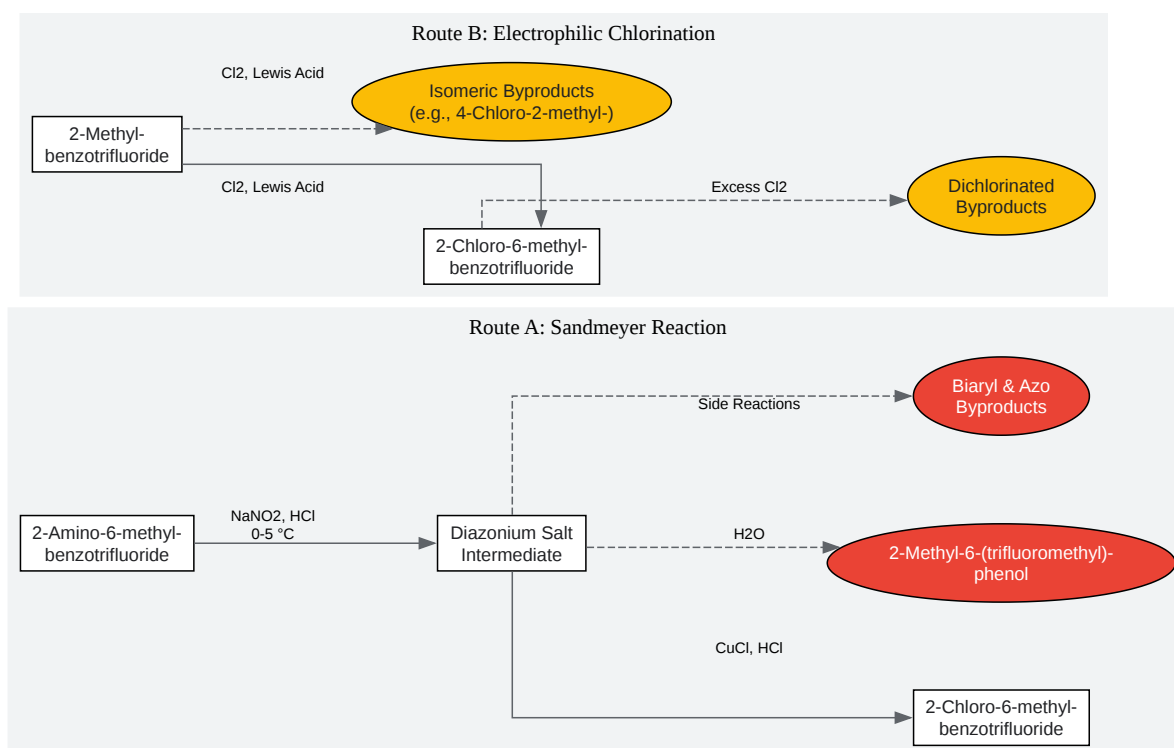 Route B: Electrophilic Chlorination
Cl2, Lewis Acid
Isomeric Byproducts
(e.g., 4-Chloro-2-methyl-)
2-Methyl-
benzotrifluoride
Cl2, Lewis Acid
Excess Cl2
Dichlorinated
Byproducts
2-Chloro-6-methyl-
benzotrifluoride
Route A: Sandmeyer Reaction
Biaryl & Azo
Byproducts
Side Reactions
2-Amino-6-methyl-
benzotrifluoride
NaNO2, HCl
0-5 °C
Diazonium Salt
Intermediate
H2O
2-Methyl-6-(trifluoromethyl)-
phenol
CuCl, HCl
2-Chloro-6-methyl-
benzotrifluoride